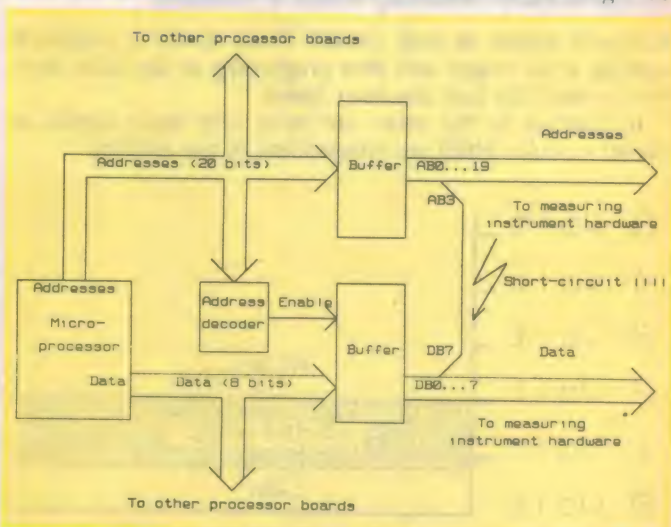 To other processor boards
Addresses
Addresses (20 bits)
Buffer
AB0...19
AB3
To measuring
instrument hardware
Short-circuit !!!!
Addresses
Micro-
processor
Data
Address
decoder
Enable
Buffer
DB7
Data
Data (8 bits)
DB0...7
To measuring
instrument hardware
To other processor boards